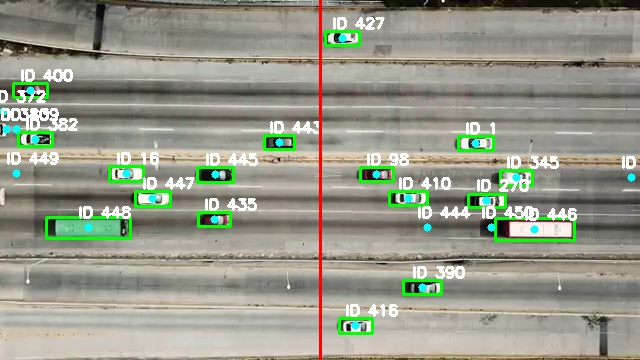 ID 427
ID 400
ID 382
ID 443
ID 1
ID 449
ID 16
ID 445
ID 98
ID 345
ID
ID 447
ID 410
ID 270
ID 448
ID 435
ID 444
ID 450
ID 446
ID 390
ID 416